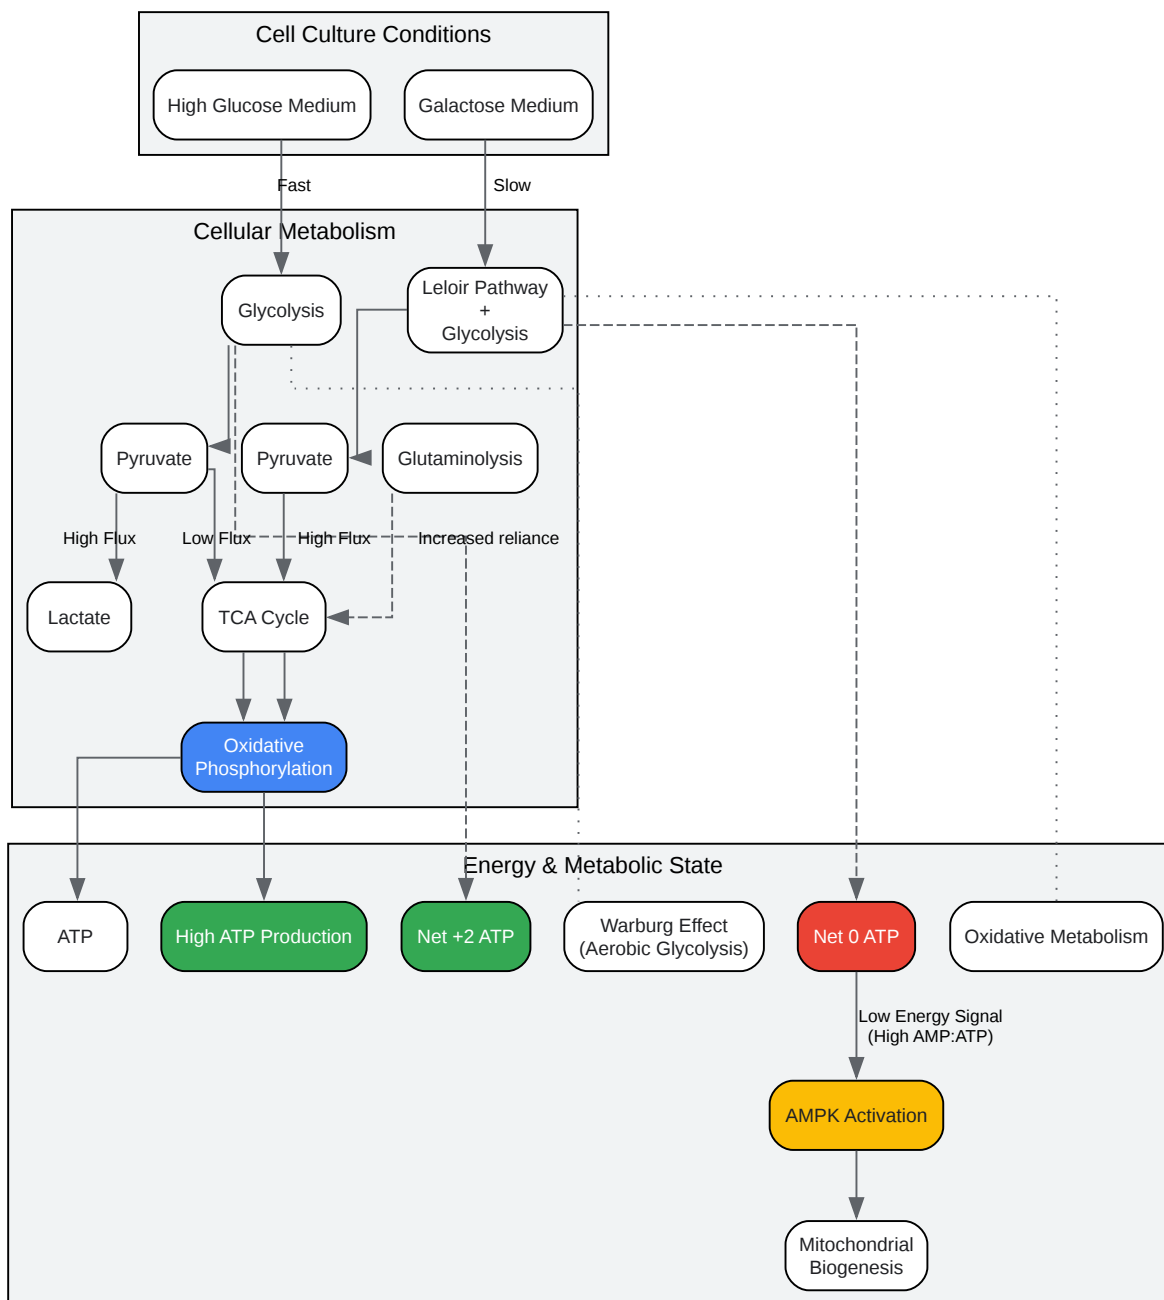 Cell Culture Conditions
High Glucose Medium
Galactose Medium
Fast
Slow
Cellular Metabolism
Glycolysis
Leloir Pathway
+
Glycolysis
Pyruvate
Pyruvate
Glutaminolysis
High Flux
Low Flux
High Flux
Increased reliance
Lactate
TCA Cycle
Oxidative
Phosphorylation
Energy & Metabolic State
ATP
High ATP Production
Net +2 ATP
Warburg Effect
(Aerobic Glycolysis)
Net 0 ATP
Oxidative Metabolism
Low Energy Signal
(High AMP:ATP)
AMPK Activation
Mitochondrial
Biogenesis